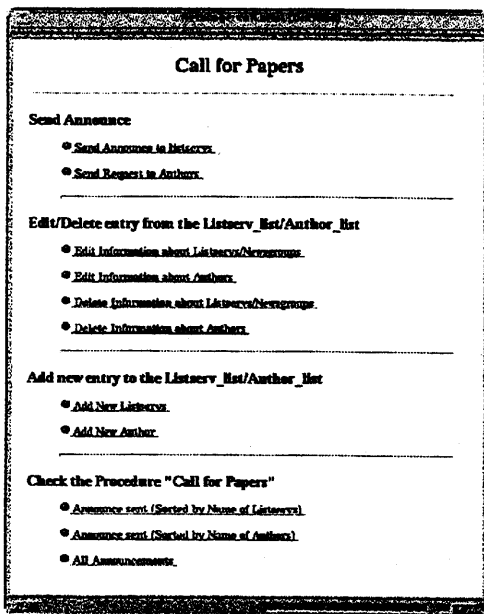 Call for Papers
Send Announce
Send Announce to listservs
Send Request to Authors
Edit/Delete entry from the Listserv_list/Author_list
Edit Information about Listservs/Newsgroups
Edit Information about Authors
Delete Information about Listservs/Newsgroups
Delete Information about Authors
Add new entry to the Listserv_list/Author_list
Add New Listservs
Add New Author
Check the Procedure "Call for Papers"
Announce sent (Sorted by Name of Listservs)
Announce sent (Sorted by Name of Authors)
All Announcements